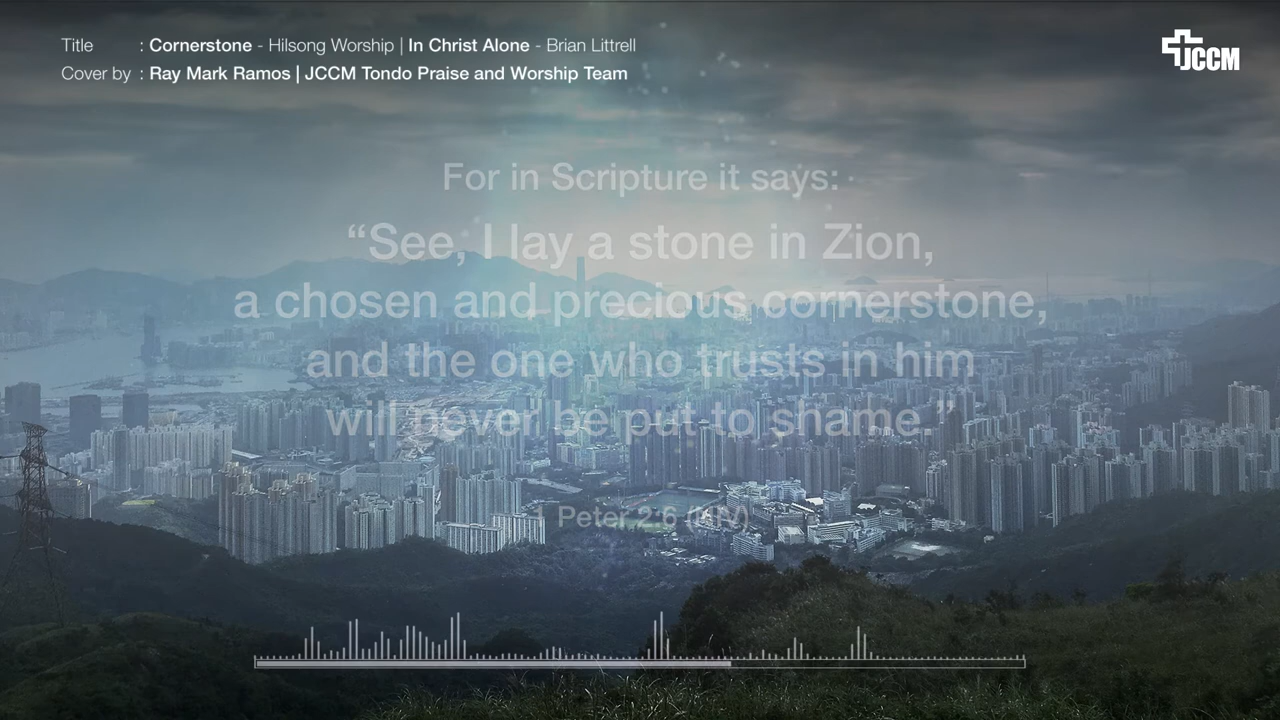 Title : Cornerstone - Hilsong Worship | In Christ Alone - Brian Littrell
Cover by : Ray Mark Ramos | JCCM Tondo Praise and Worship Team
JCCM
For in Scripture it says:
“See, I lay a stone in Zion,
a chosen and precious cornerstone,
and the one who trusts in him
will never be put to shame.”
1 Peter 2:6 (NIV)